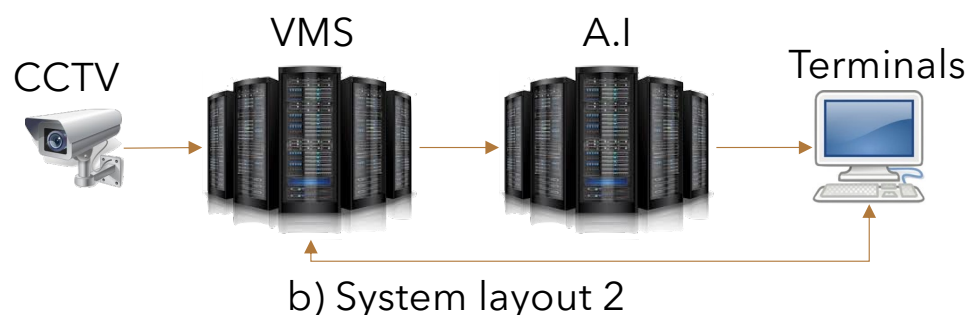 CCTV
VMS
A.I
Terminals
b) System layout 2